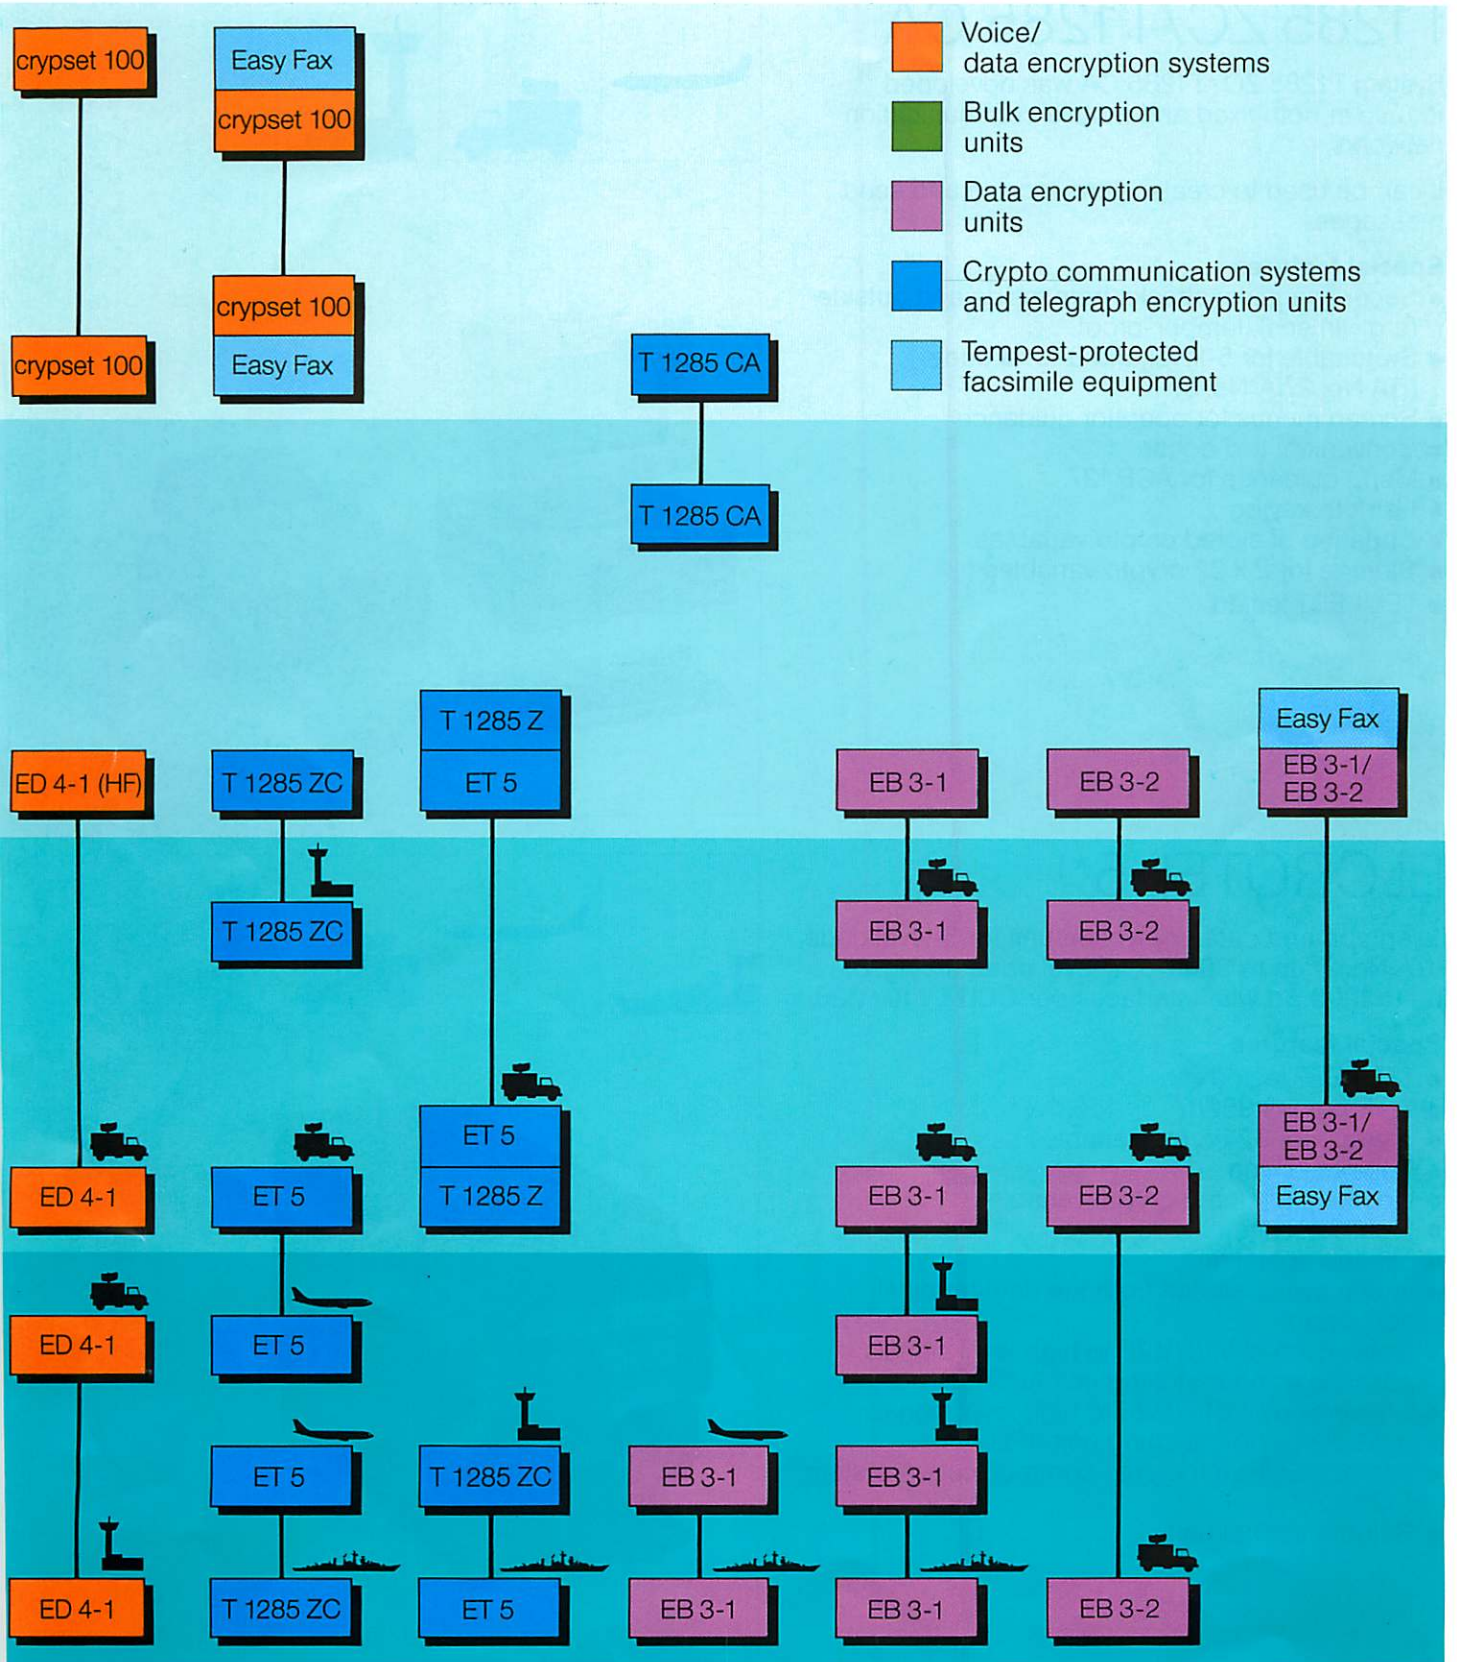 crypset 100
Easy Fax
crypset 100
crypset 100
Easy Fax
crypset 100
Voice/
data encryption systems
Bulk encryption
units
Data encryption
units
Crypto communication systems
and telegraph encryption units
Tempest-protected
facsimile equipment
T 1285 CA
T 1285 CA
ED 4-1 (HF)
T 1285 ZC
T 1285 Z
ET 5
EB 3-1
EB 3-2
Easy Fax
EB 3-1/
EB 3-2
T 1285 ZC
EB 3-1
EB 3-2
ED 4-1
ET 5
ET 5
T 1285 Z
EB 3-1
EB 3-2
EB 3-1/
EB 3-2
Easy Fax
ED 4-1
ET 5
EB 3-1
ET 5
T 1285 ZC
EB 3-1
EB 3-1
ED 4-1
T 1285 ZC
ET 5
EB 3-1
EB 3-1
EB 3-2